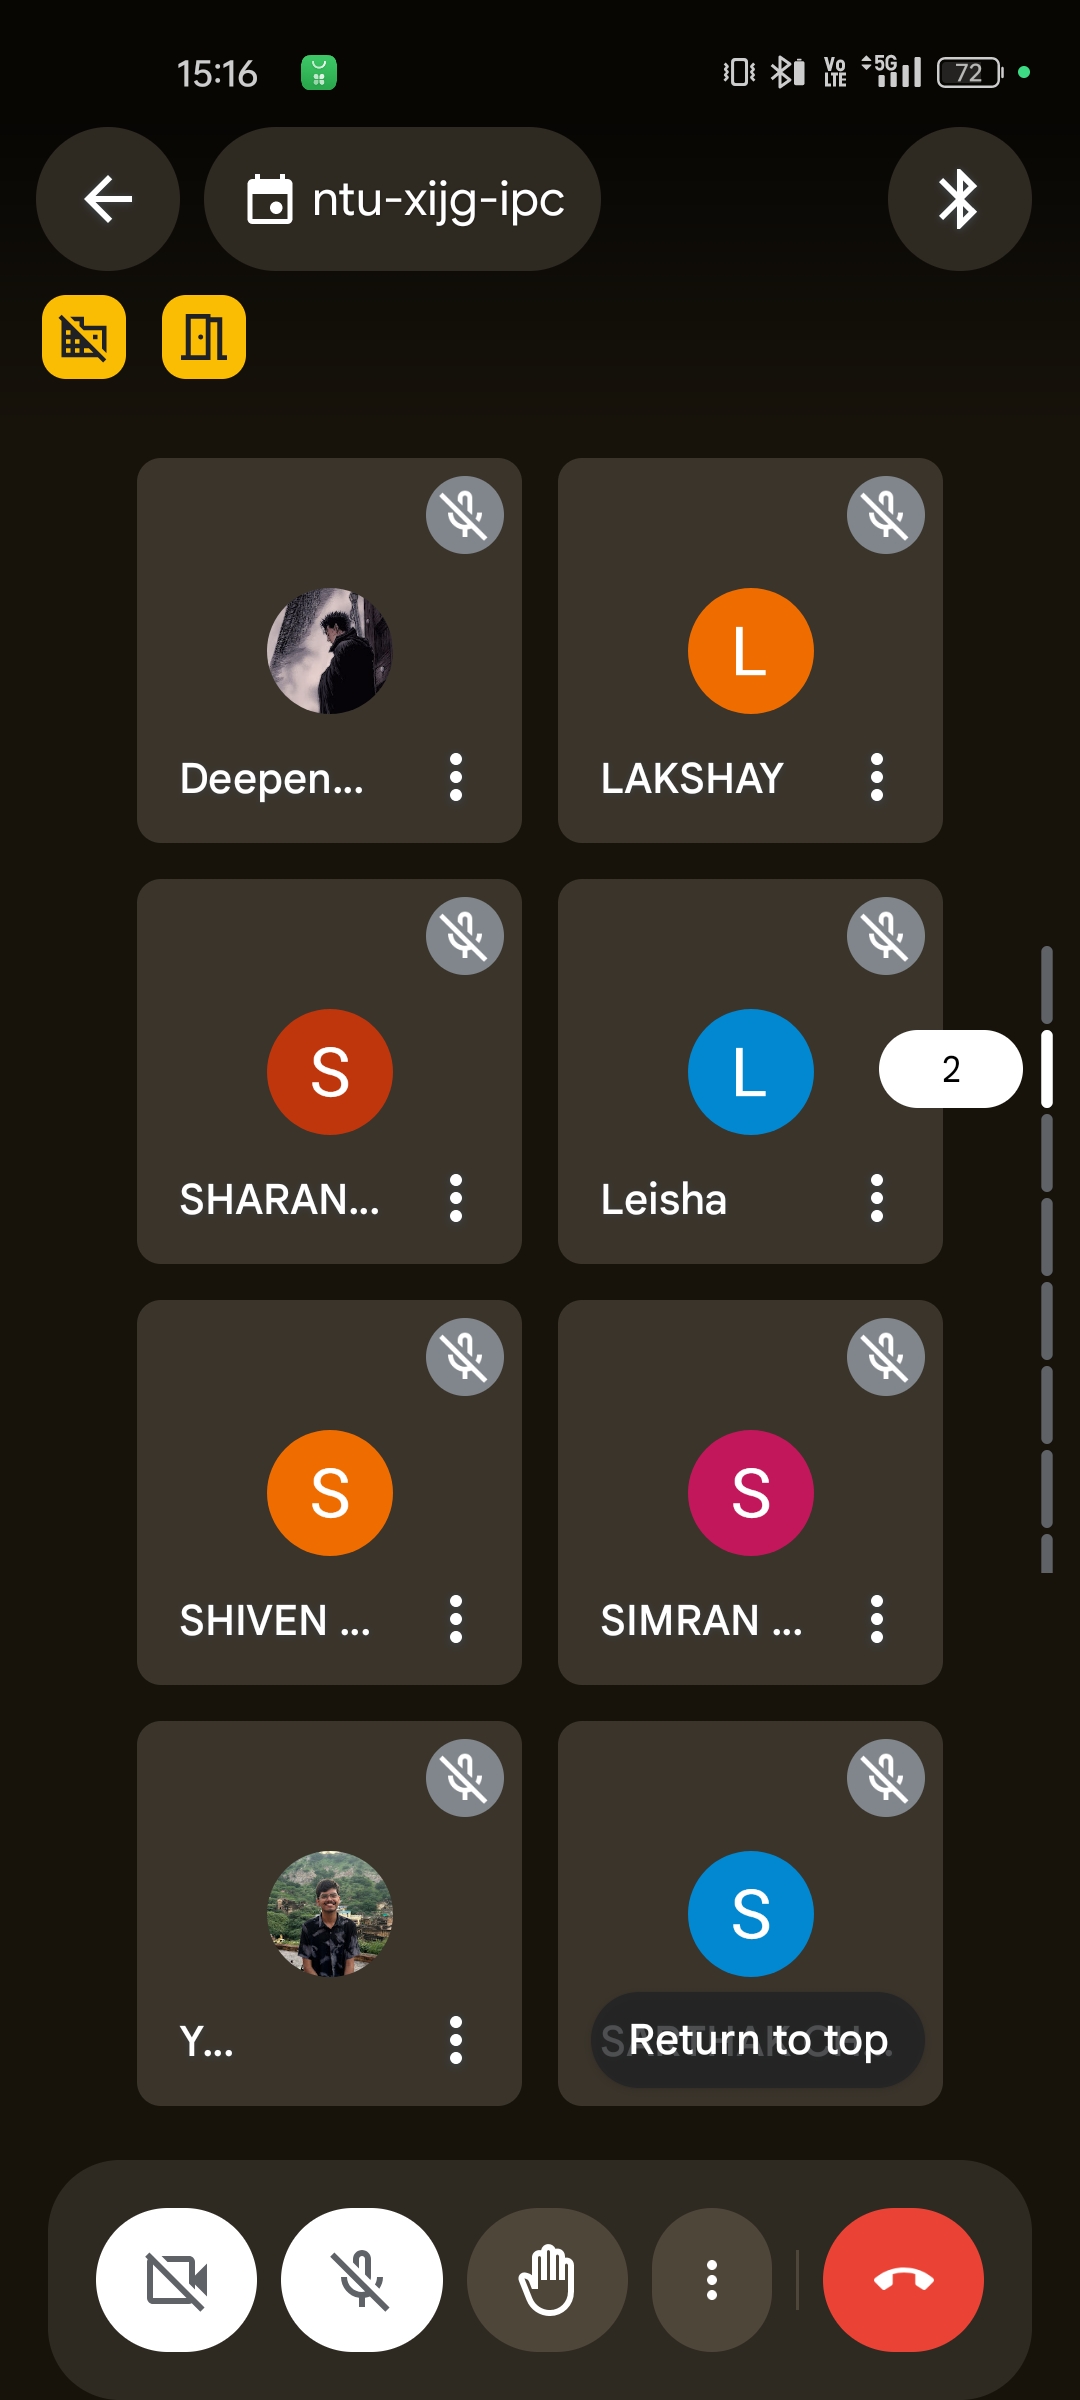 15:16
Vo LTE 5G 72
ntu-xijg-ipc
L
Deepen...
LAKSHAY
S
L
2
SHARAN...
Leisha
S
S
SHIVEN ...
SIMRAN ...
S
Y...
SARTHAK
Return to top